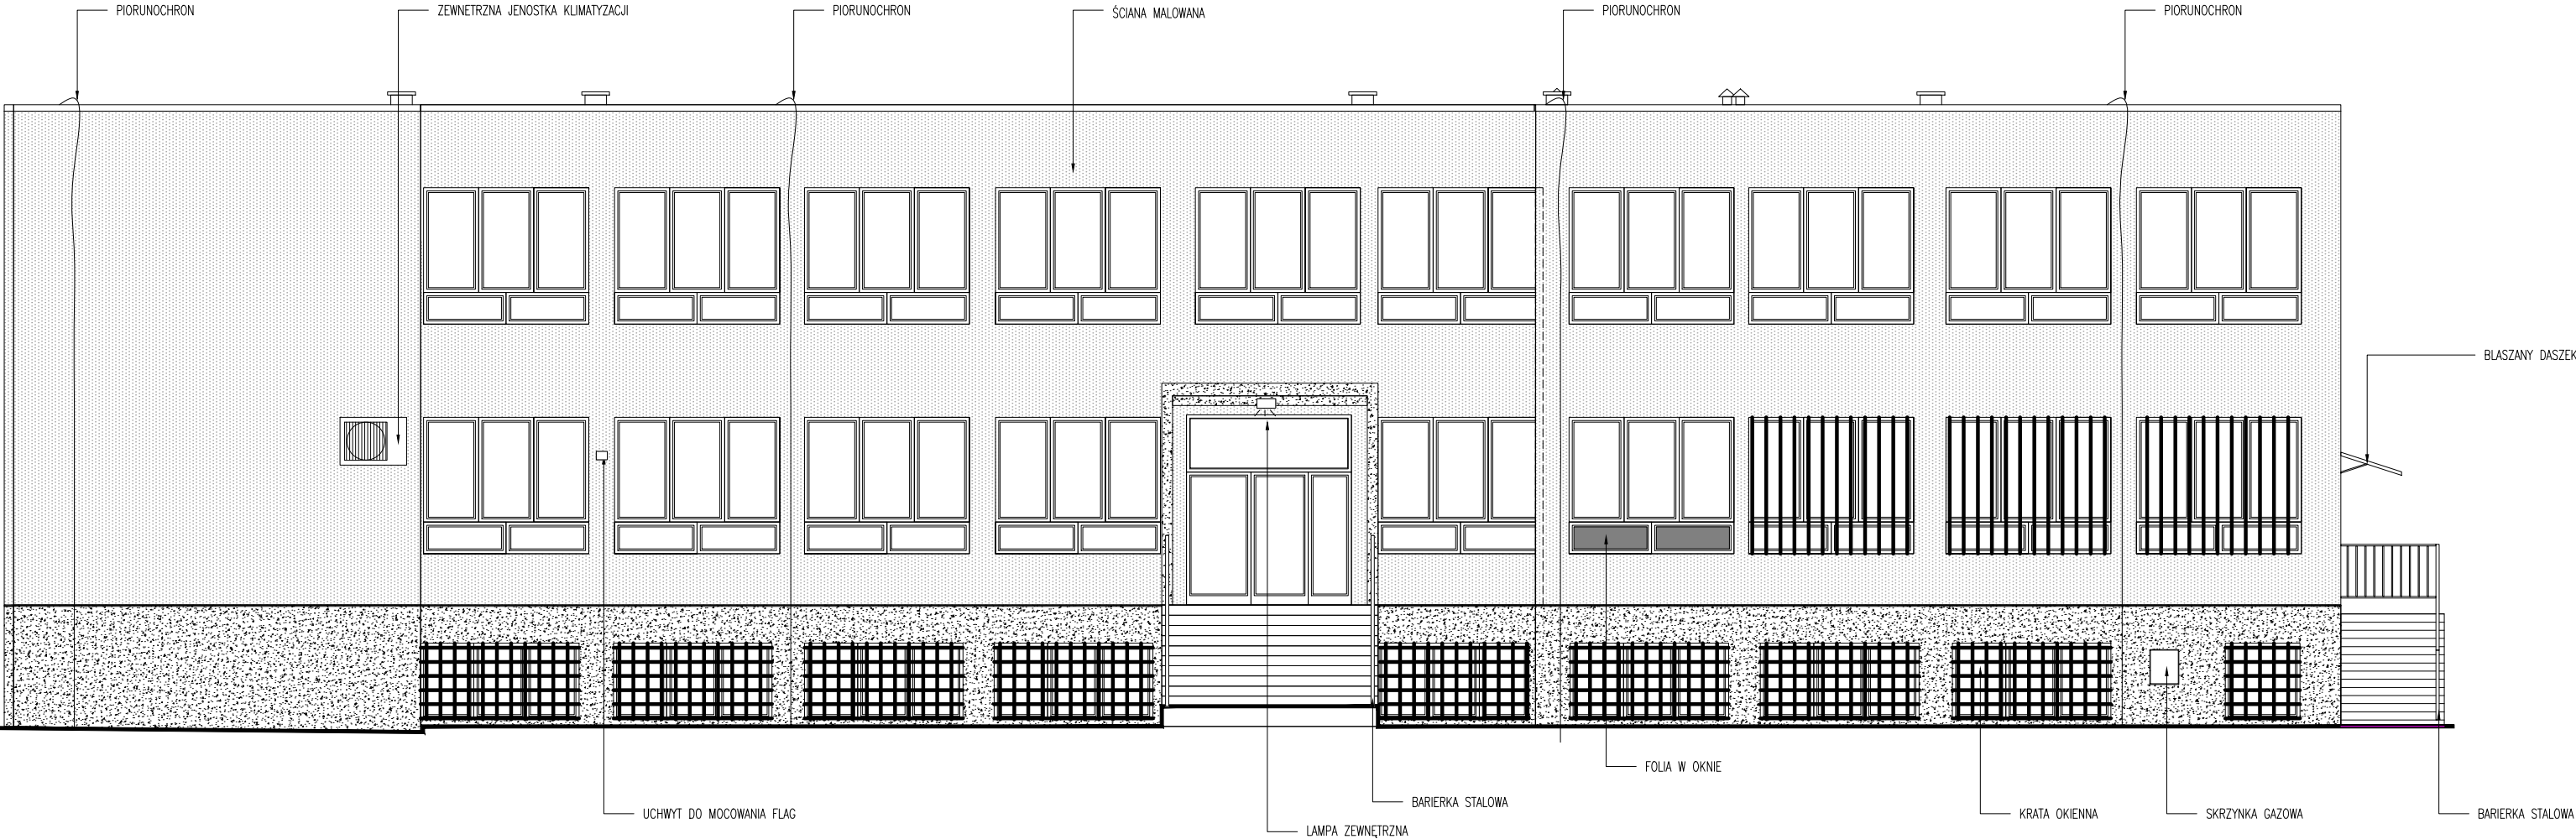 PIORUNOCHRON
ZEWNETRZNA JENOSTKA KLIMATYZACJI
PIORUNOCHRON
ŚCIANA MALOWANA
PIORUNOCHRON
PIORUNOCHRON
BLASZANY DASZEK
FOLIA W OKNIE
UCHWYT DO MOCOWANIA FLAG
BARIERKA STALOWA
KRATA OKIENNA
SKRZYNKA GAZOWA
BARIERKA STALOWA
LAMPA ZEWNĘTRZNA